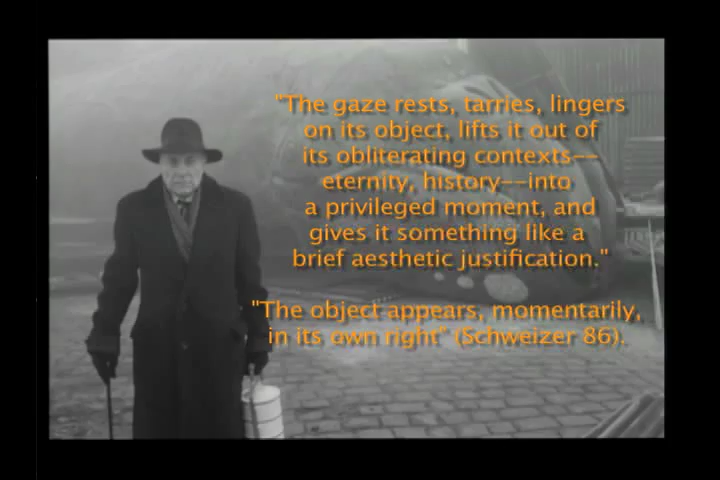 "The gaze rests, tarries, lingers
on its object, lifts it out of
its obliterating contexts--
eternity, history--into
a privileged moment, and
gives it something like a
brief aesthetic justification."
"The object appears, momentarily,
in its own right" (Schweizer 86).